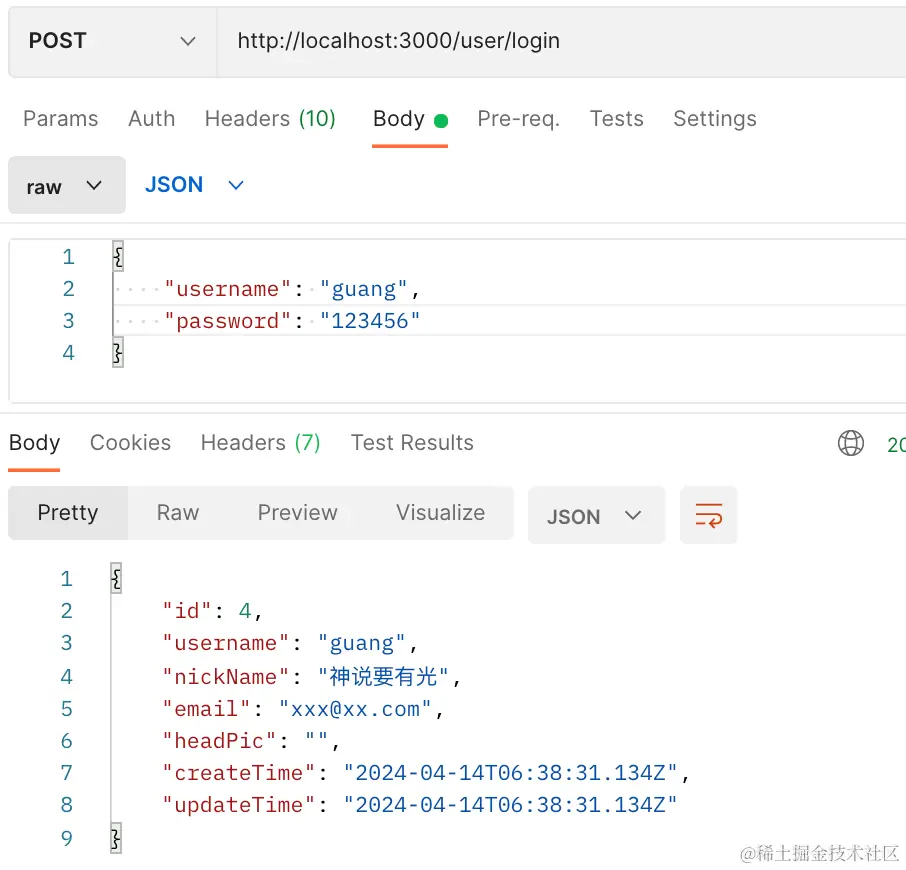 POST http://localhost:3000/user/login
Params Auth Headers (10) Body Pre-req. Tests Settings
raw JSON
1 {
2 "username": "guang",
3 "password": "123456"
4 }
Body Cookies Headers (7) Test Results 20
Pretty Raw Preview Visualize JSON
1 {
2 "id": 4,
3 "username": "guang",
4 "nickName": "神说要有光",
5 "email": "xxx@xx.com",
6 "headPic": "",
7 "createTime": "2024-04-14T06:38:31.134Z",
8 "updateTime": "2024-04-14T06:38:31.134Z"
9 }
@稀土掘金技术社区